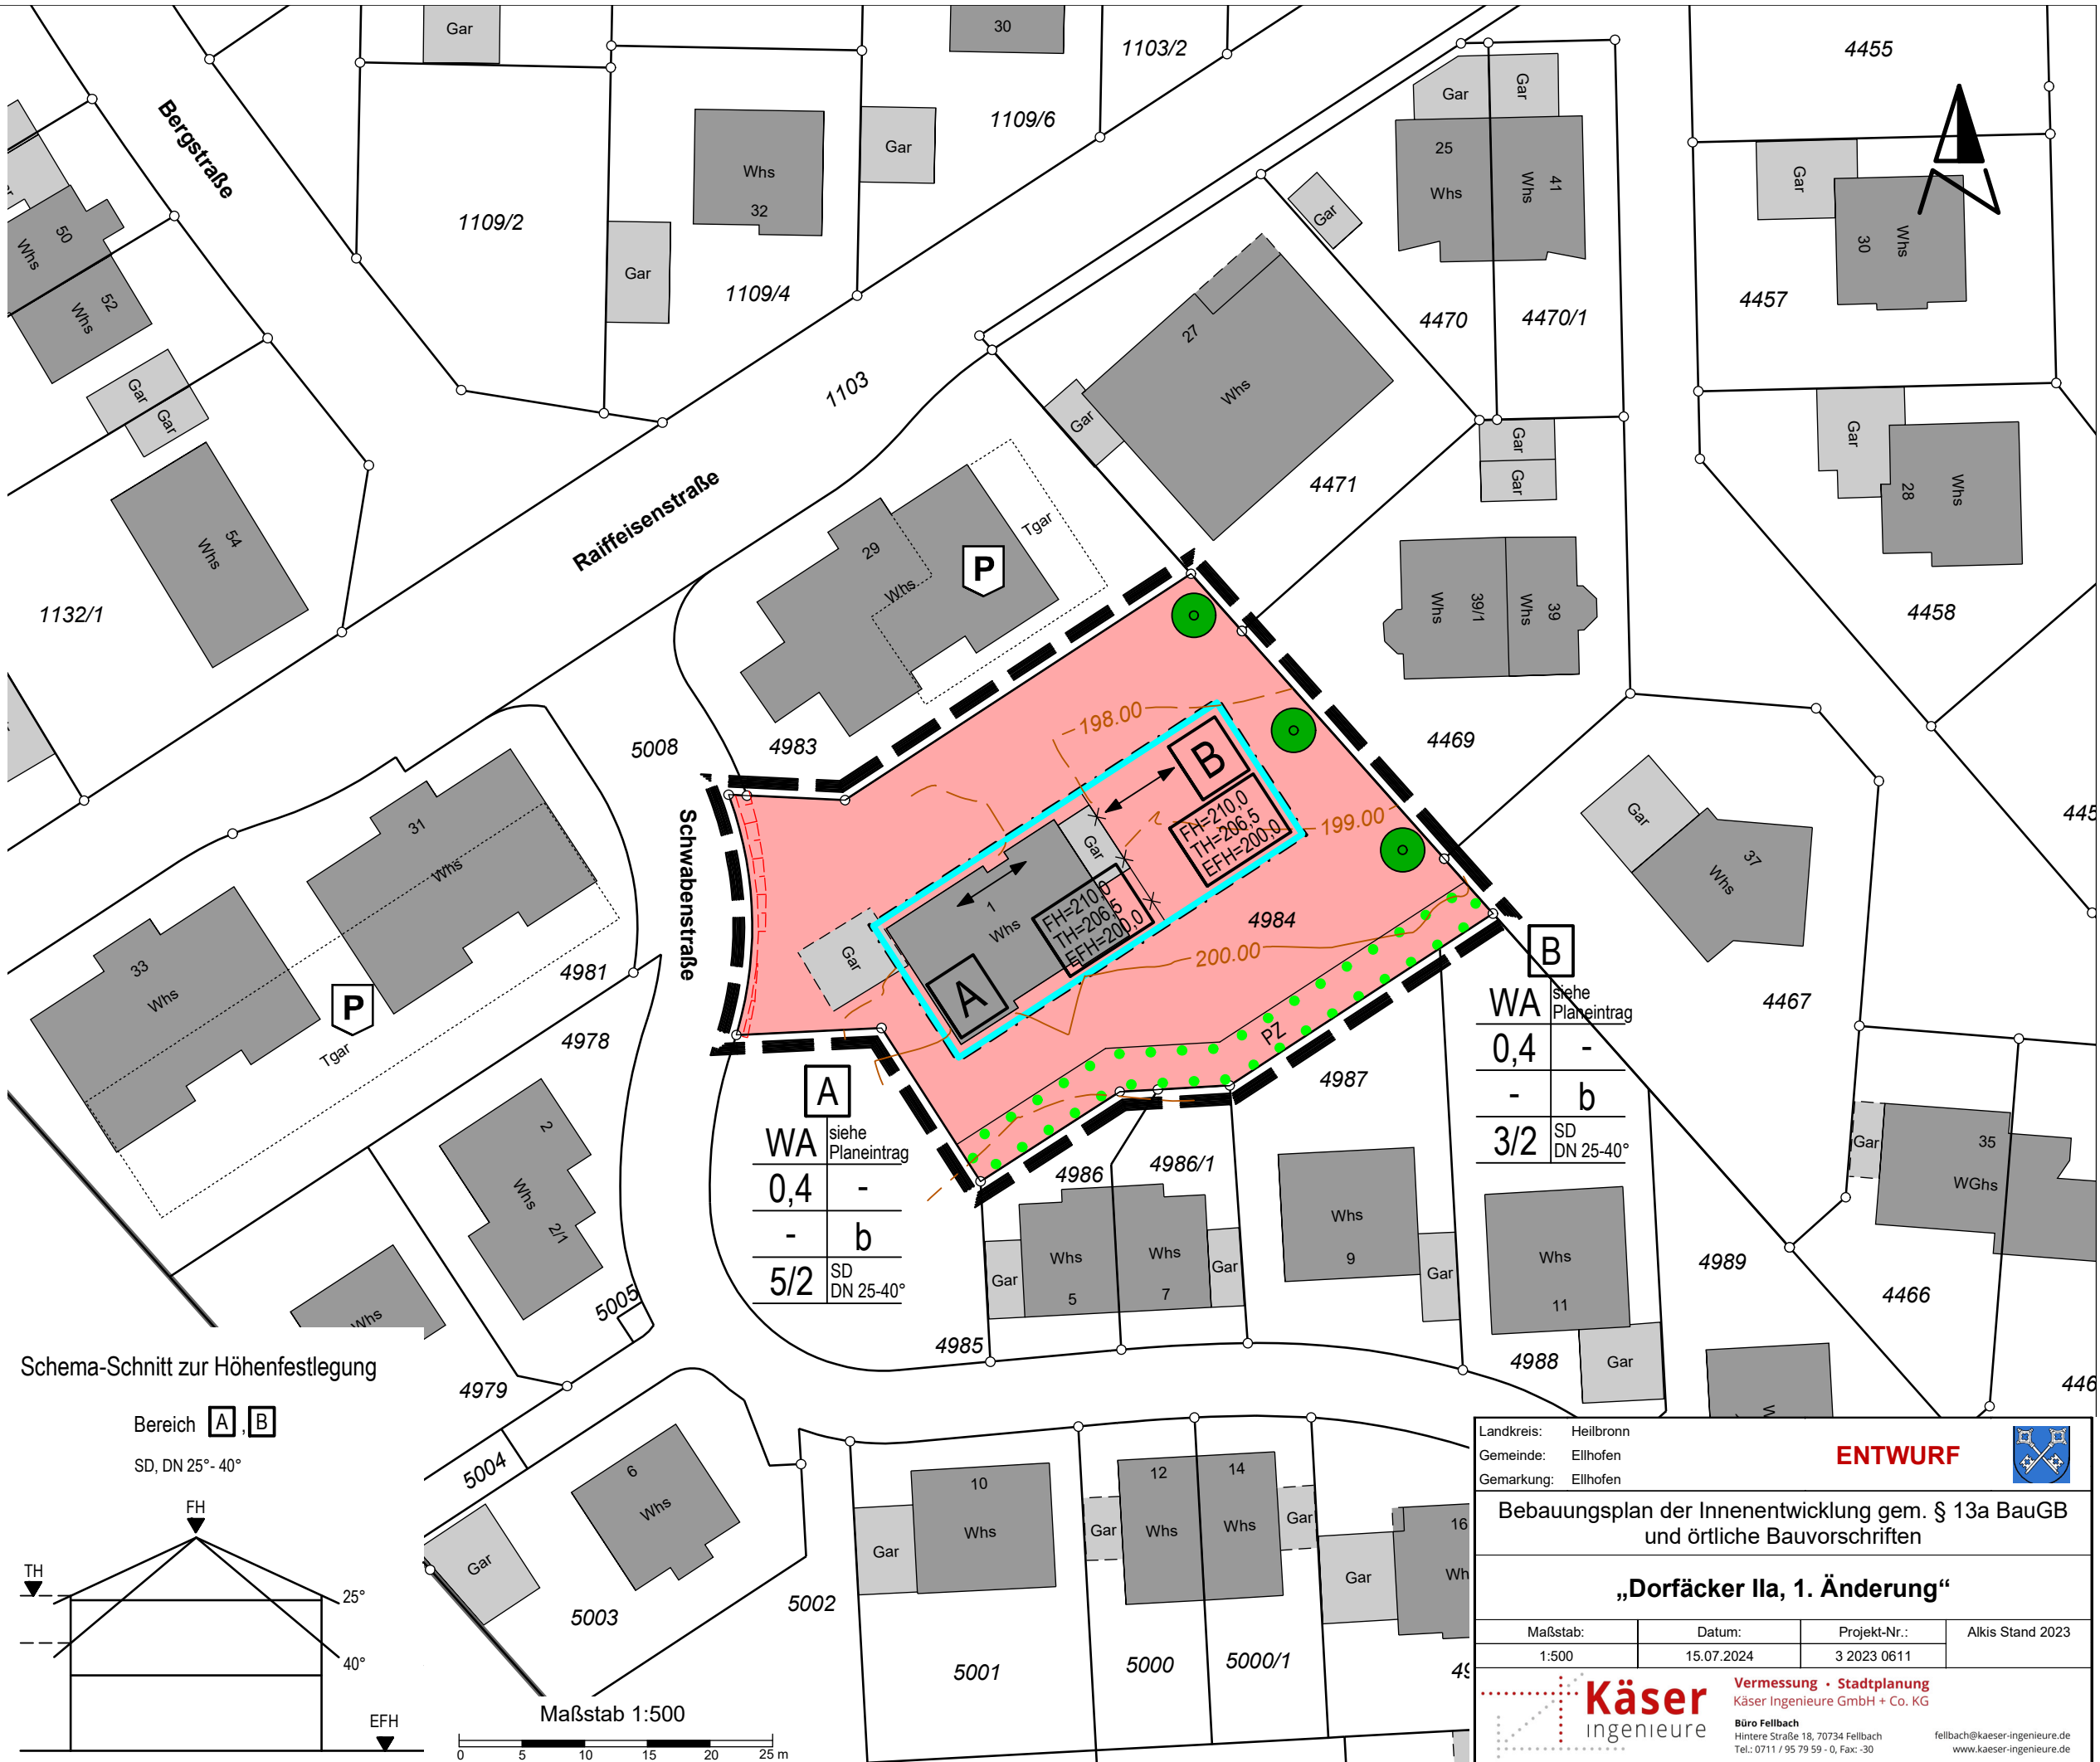 Gar
30
1103/2
4455
Bergstraße
1109/6
Gar
Gar
Gar
25
Whs
41
Whs
Whs
32
Gar
Gar
30
Whs
50
Whs
52
Whs
1109/2
Gar
1109/4
Gar
27
Whs
4470
4470/1
4457
Gar
Gar
1103
Gar
Gar
Gar
Gar
28
Whs
4471
54
Whs
Raiffeisenstraße
29
Whs
Tgar
P
1132/1
Whs
39/1
Whs
39
4458
5008
4983
198.00
4469
B
31
Whs
Schwabenstraße
FH=210,0
TH=206,5
EFH=200,0
199.00
Gar
Gar
37
Whs
445
1
Whs
FH=210,0
TH=206,5
EFH=200,0
4984
Gar
A
200.00
33
Whs
4981
P
Tgar
4978
PZ
4987
4467
B
WA
siehe
Planeintrag
0,4
-
-
b
3/2
SD
DN 25-40°
A
WA
siehe
Planeintrag
0,4
-
-
b
5/2
SD
DN 25-40°
2
Whs
2/1
4986
4986/1
Gar
35
WGhs
Whs
9
Gar
Whs
11
4989
4466
Gar
Whs
5
Whs
7
Gar
Whs
5005
4985
4988
Gar
446
4979
Schema-Schnitt zur Höhenfestlegung
Bereich A , B
SD, DN 25°- 40°
FH
TH
25°
40°
EFH
5004
6
Whs
Gar
5003
5002
10
Whs
Gar
12
Whs
14
Whs
Gar
Gar
16
Gar
5001
5000
5000/1
Maßstab 1:500
0 5 10 15 20 25 m
Landkreis: Heilbronn
Gemeinde: Ellhofen
Gemarkung: Ellhofen
ENTWURF
Bebauungsplan der Innenentwicklung gem. § 13a BauGB
und örtliche Bauvorschriften
„Dorfäcker IIa, 1. Änderung“
Maßstab: Datum: Projekt-Nr.: Alkis Stand 2023
1:500 15.07.2024 3 2023 0611
Käser
ingenieure
Vermessung • Stadtplanung
Käser Ingenieure GmbH + Co. KG
Büro Fellbach
Hintere Straße 18, 70734 Fellbach fellbach@kaeser-ingenieure.de
Tel.: 0711 / 95 79 59 - 0, Fax: -30 www.kaeser-ingenieure.de